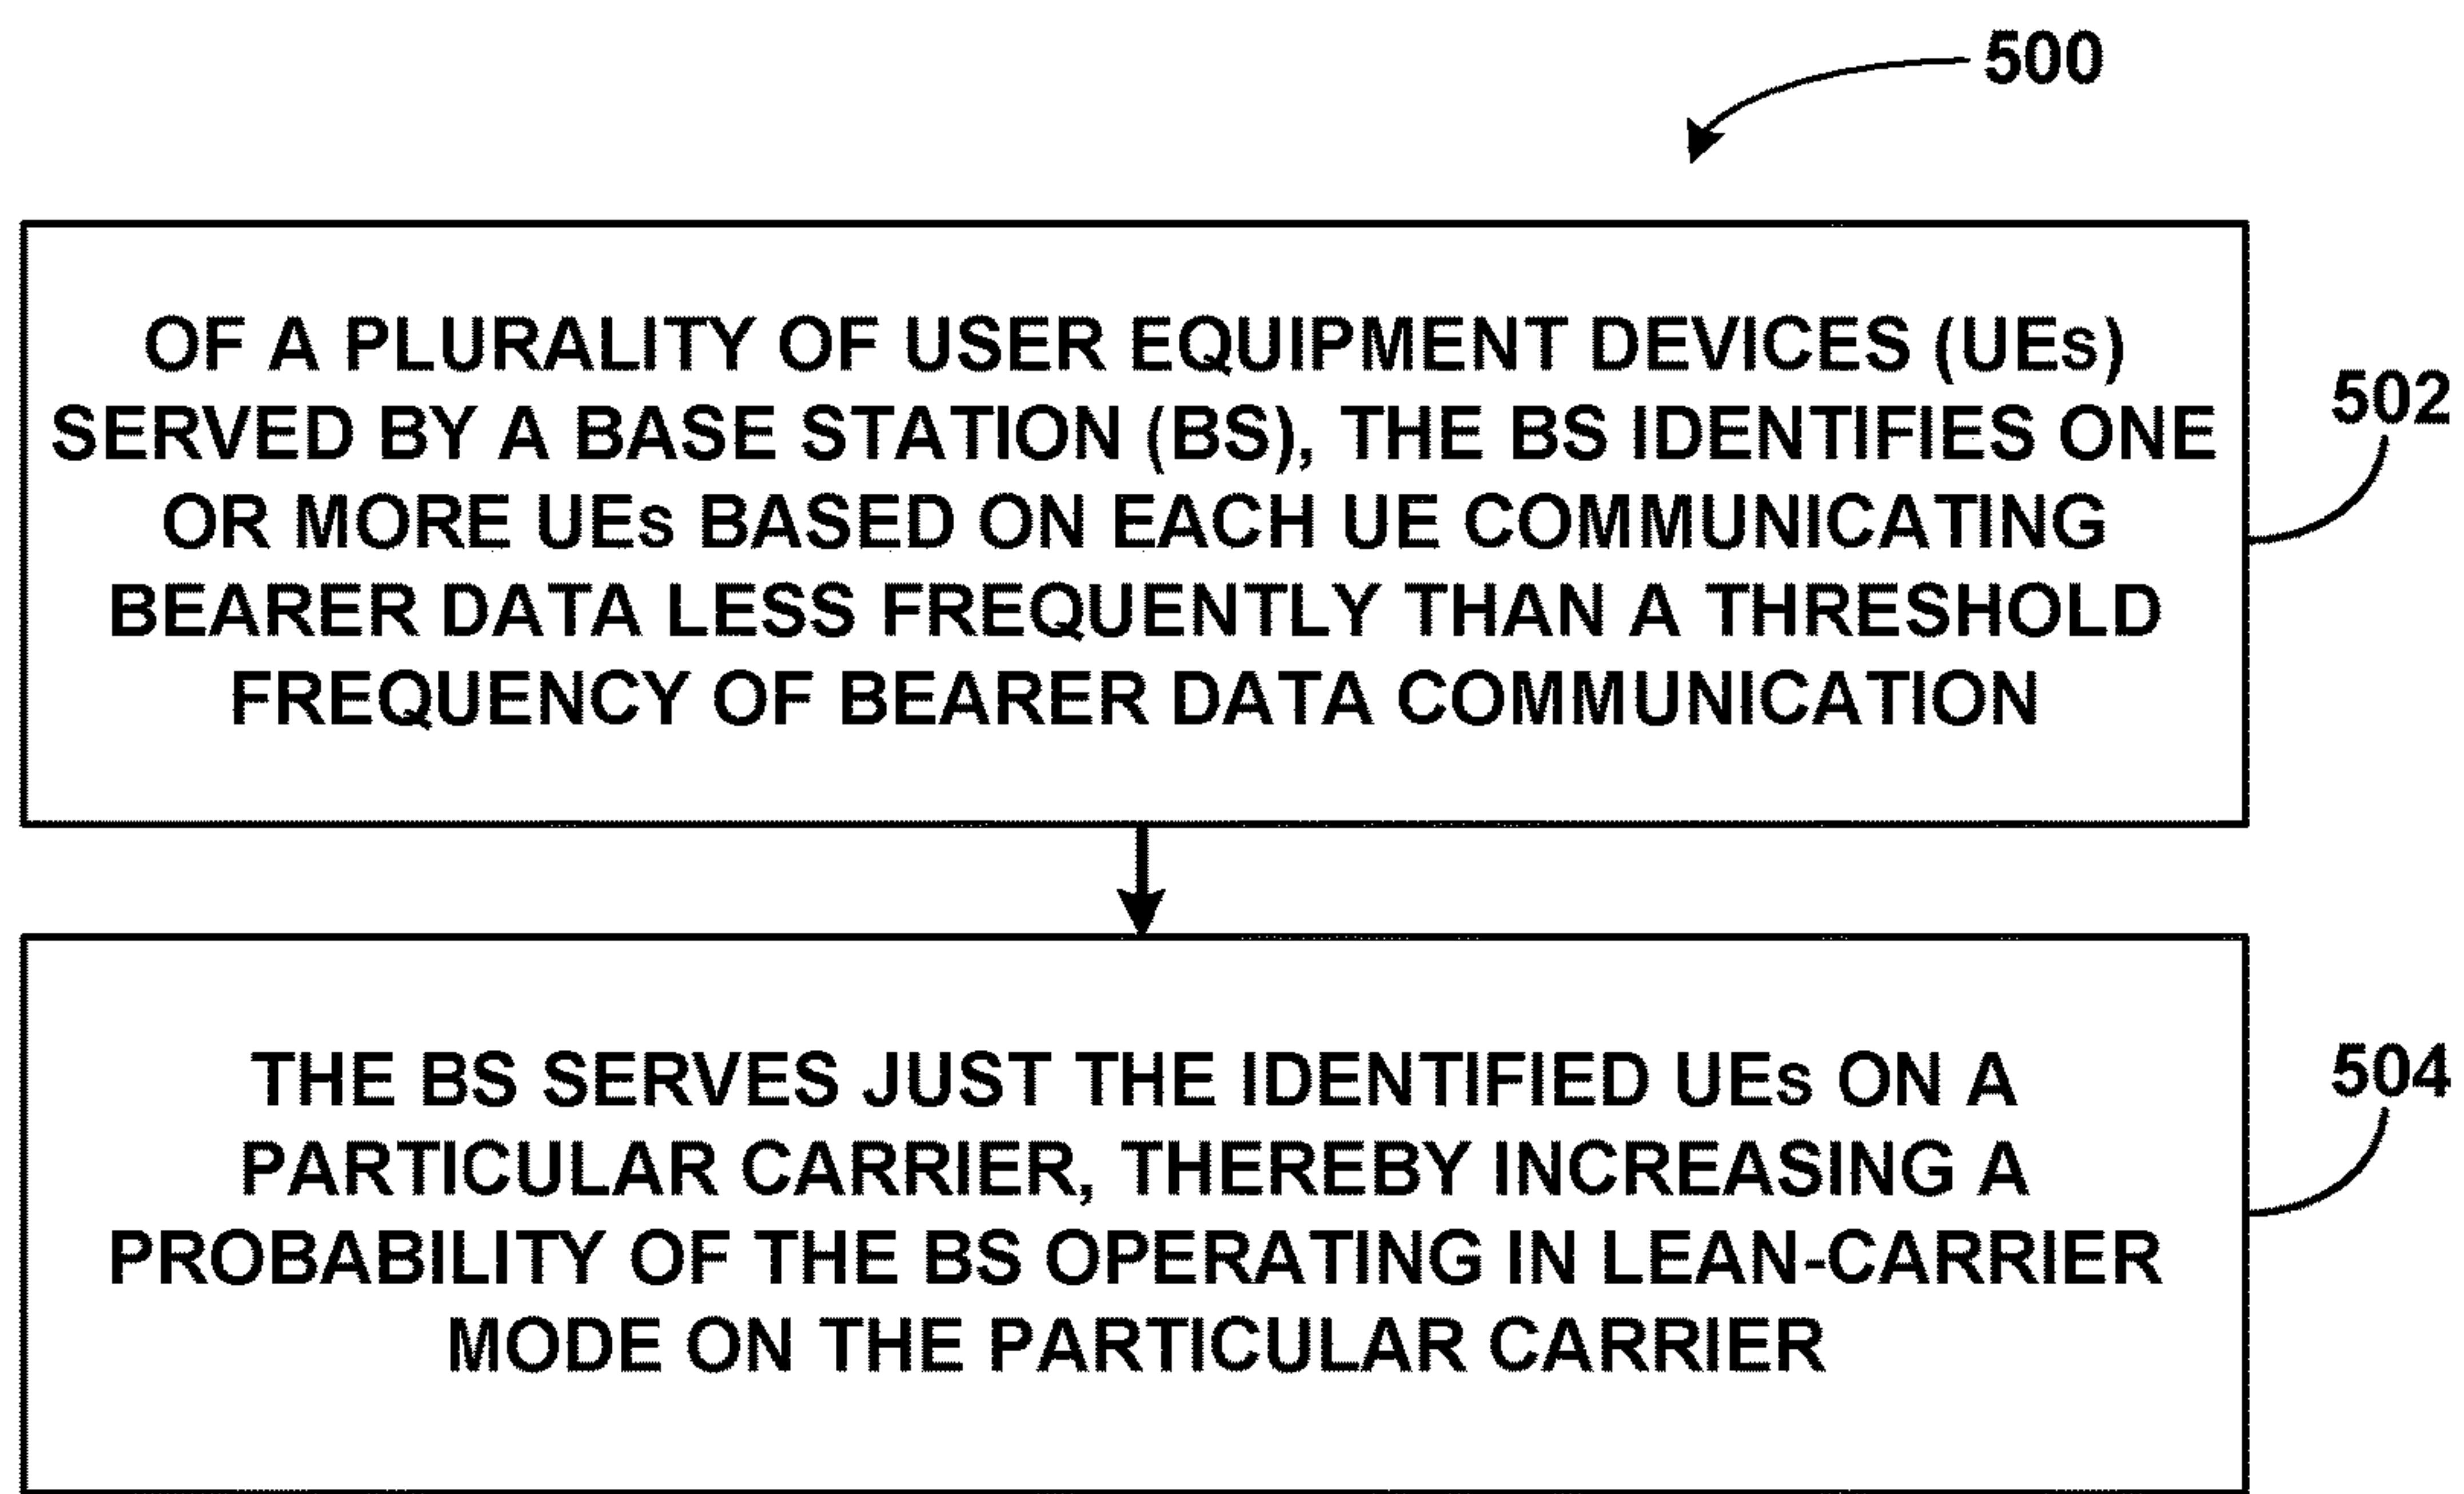 500
OF A PLURALITY OF USER EQUIPMENT DEVICES (UEs)
SERVED BY A BASE STATION (BS), THE BS IDENTIFIES ONE
OR MORE UEs BASED ON EACH UE COMMUNICATING
BEARER DATA LESS FREQUENTLY THAN A THRESHOLD
FREQUENCY OF BEARER DATA COMMUNICATION
502
THE BS SERVES JUST THE IDENTIFIED UEs ON A
PARTICULAR CARRIER, THEREBY INCREASING A
PROBABILITY OF THE BS OPERATING IN LEAN-CARRIER
MODE ON THE PARTICULAR CARRIER
504